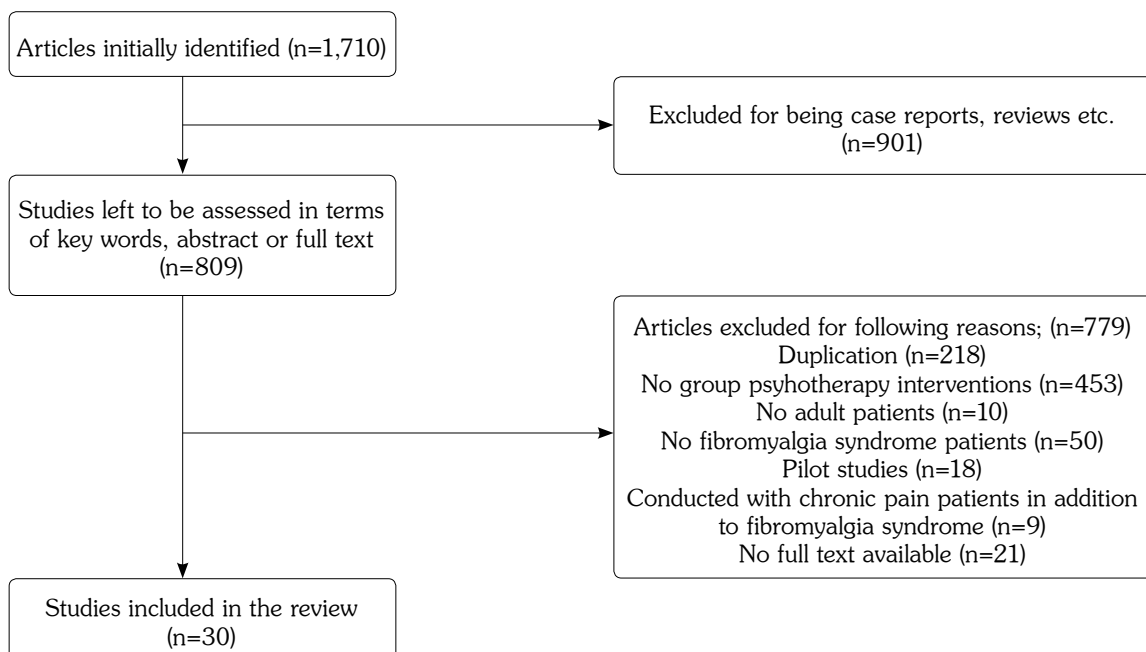 Articles initially identified (n=1,710)
Excluded for being case reports, reviews etc.
(n=901)
Studies left to be assessed in terms
of key words, abstract or full text
(n=809)
Articles excluded for following reasons; (n=779)
Duplication (n=218)
No group psyhotherapy interventions (n=453)
No adult patients (n=10)
No fibromyalgia syndrome patients (n=50)
Pilot studies (n=18)
Conducted with chronic pain patients in addition
to fibromyalgia syndrome (n=9)
No full text available (n=21)
Studies included in the review
(n=30)